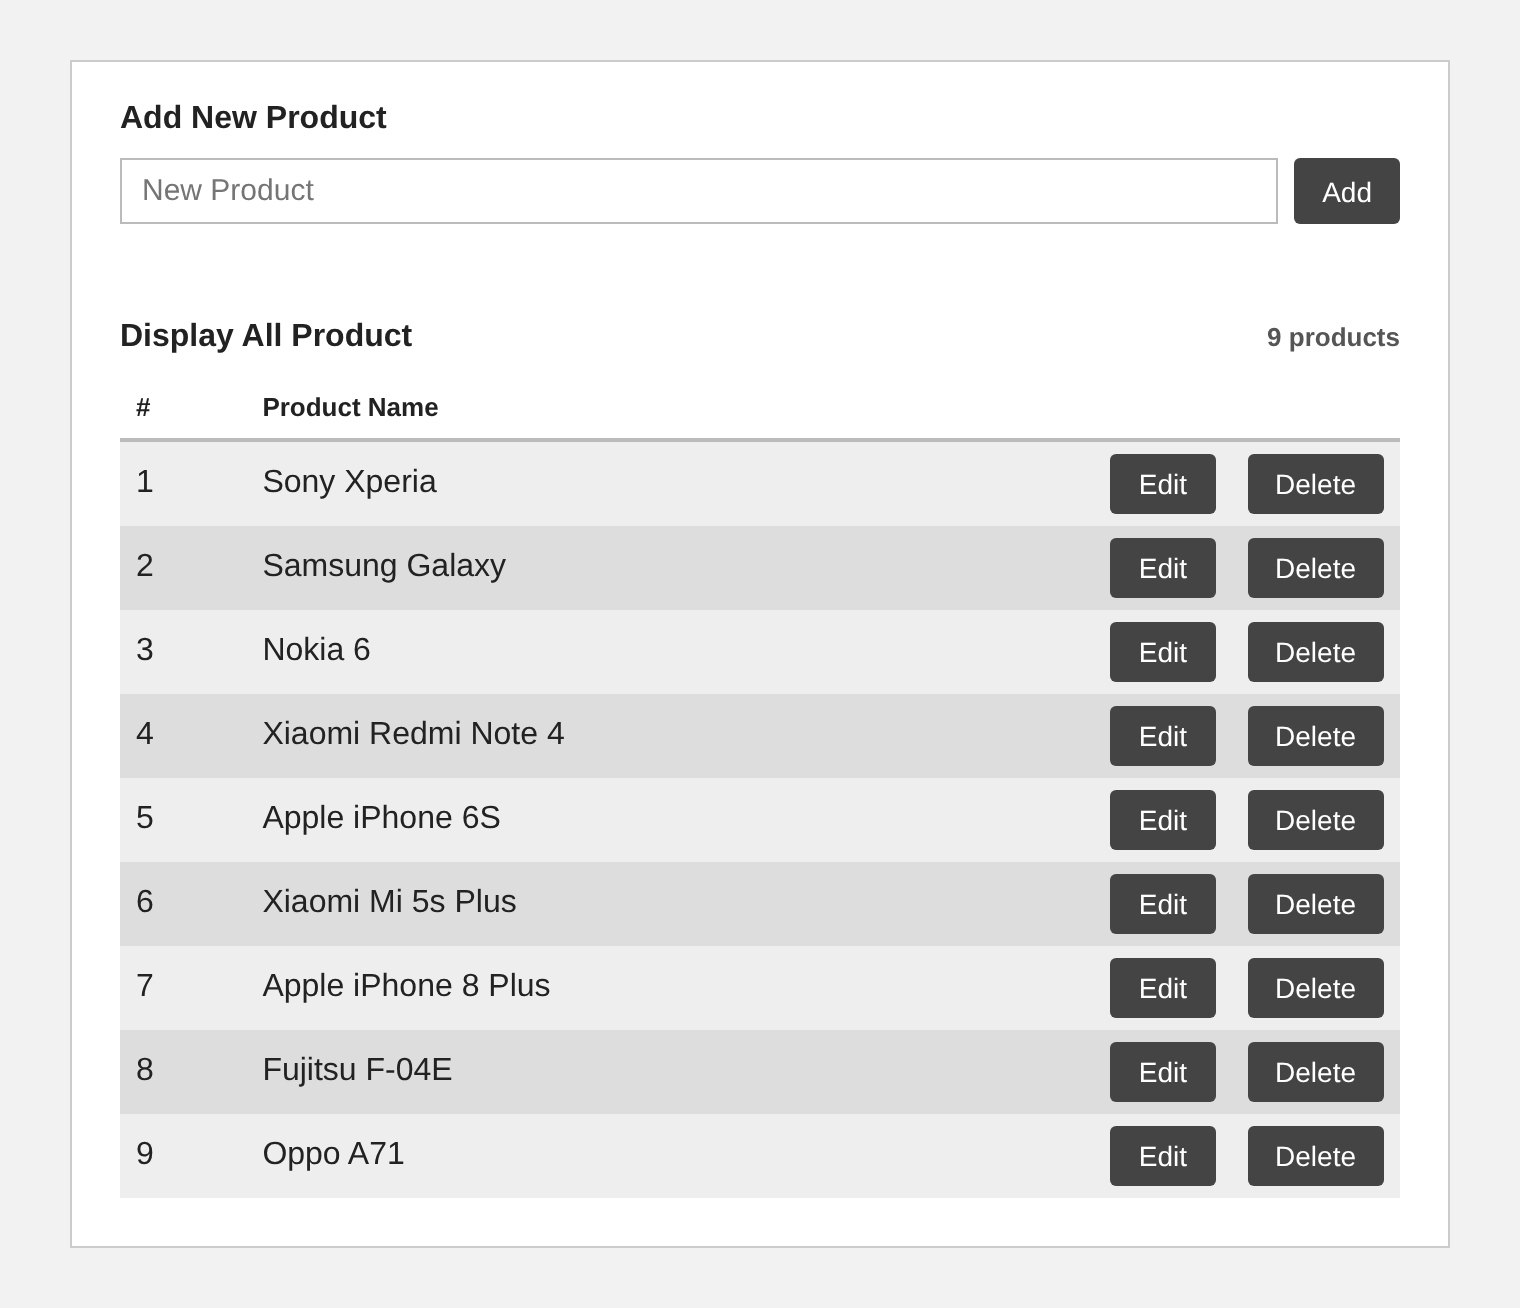 Add New Product
New Product Add
Display All Product 9 products
# Product Name
1 Sony Xperia Edit Delete
2 Samsung Galaxy Edit Delete
3 Nokia 6 Edit Delete
4 Xiaomi Redmi Note 4 Edit Delete
5 Apple iPhone 6S Edit Delete
6 Xiaomi Mi 5s Plus Edit Delete
7 Apple iPhone 8 Plus Edit Delete
8 Fujitsu F-04E Edit Delete
9 Oppo A71 Edit Delete